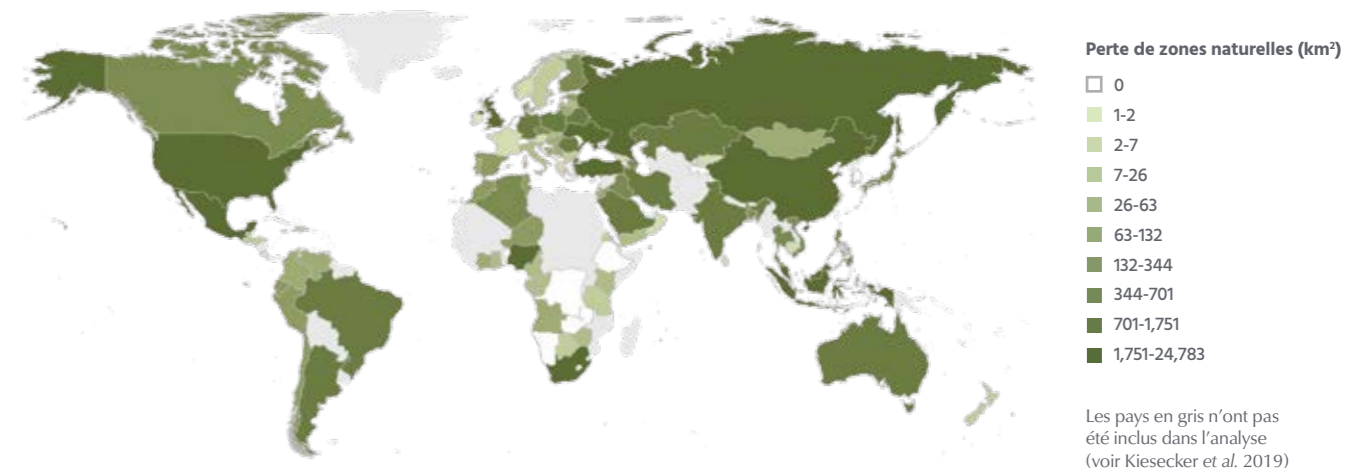 Perte de zones naturelles (km²)
0
1-2
2-7
7-26
26-63
63-132
132-344
344-701
701-1,751
1,751-24,783
Les pays en gris n'ont pas
été inclus dans l'analyse
(voir Kiesecker et al. 2019)